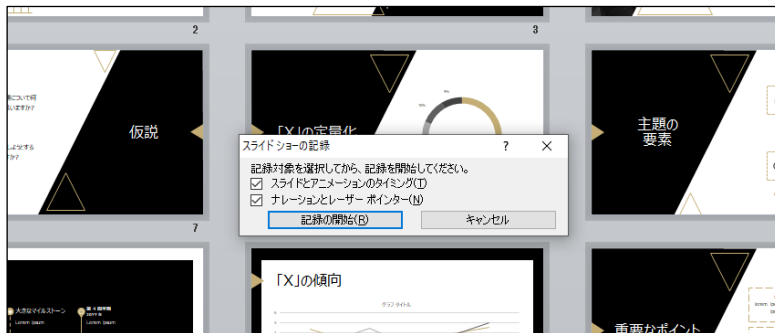 2
3
仮説
「X」の定量化
主題の
要素
スライド ショーの記録
?
×
記録対象を選択してから、記録を開始してください。
スライドとアニメーションのタイミング(T)
ナレーションとレーザー ポインター(N)
記録の開始(R)
キャンセル
7
大きなマイルストーン
Lorem ipsum
Lorem ipsum
「X」の傾向
グラフ タイトル
重要なポイント